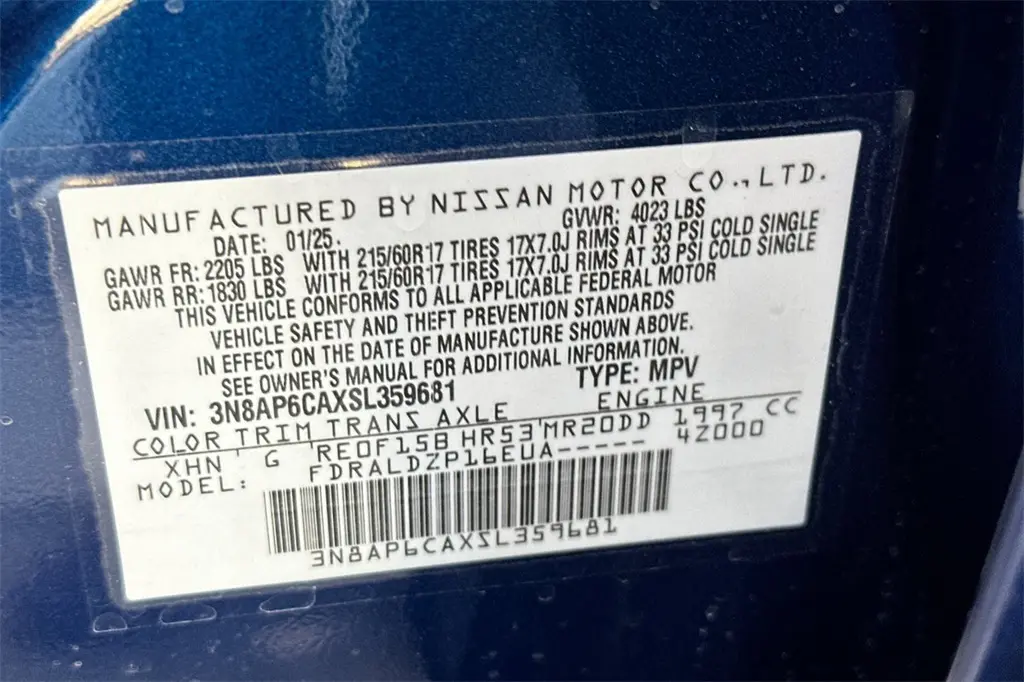 MANUFACTURED BY NISSAN MOTOR CO., LTD.
DATE: 01/25. GVWR: 4023 LBS
GAWR FR: 2205 LBS WITH 215/60R17 TIRES 17X7.0J RIMS AT 33 PSI COLD SINGLE
GAWR RR: 1830 LBS WITH 215/60R17 TIRES 17X7.0J RIMS AT 33 PSI COLD SINGLE
THIS VEHICLE CONFORMS TO ALL APPLICABLE FEDERAL MOTOR
VEHICLE SAFETY AND THEFT PREVENTION STANDARDS
IN EFFECT ON THE DATE OF MANUFACTURE SHOWN ABOVE.
SEE OWNER'S MANUAL FOR ADDITIONAL INFORMATION.
VIN: 3N8AP6CAXSL359681 TYPE: MPV
COLOR TRIM TRANS AXLE ENGINE
XHN G RE0F15B HR53 MR20DD 1997 CC
MODEL: FDRALDZP16EUA----- 4Z000
3N8AP6CAXSL359681